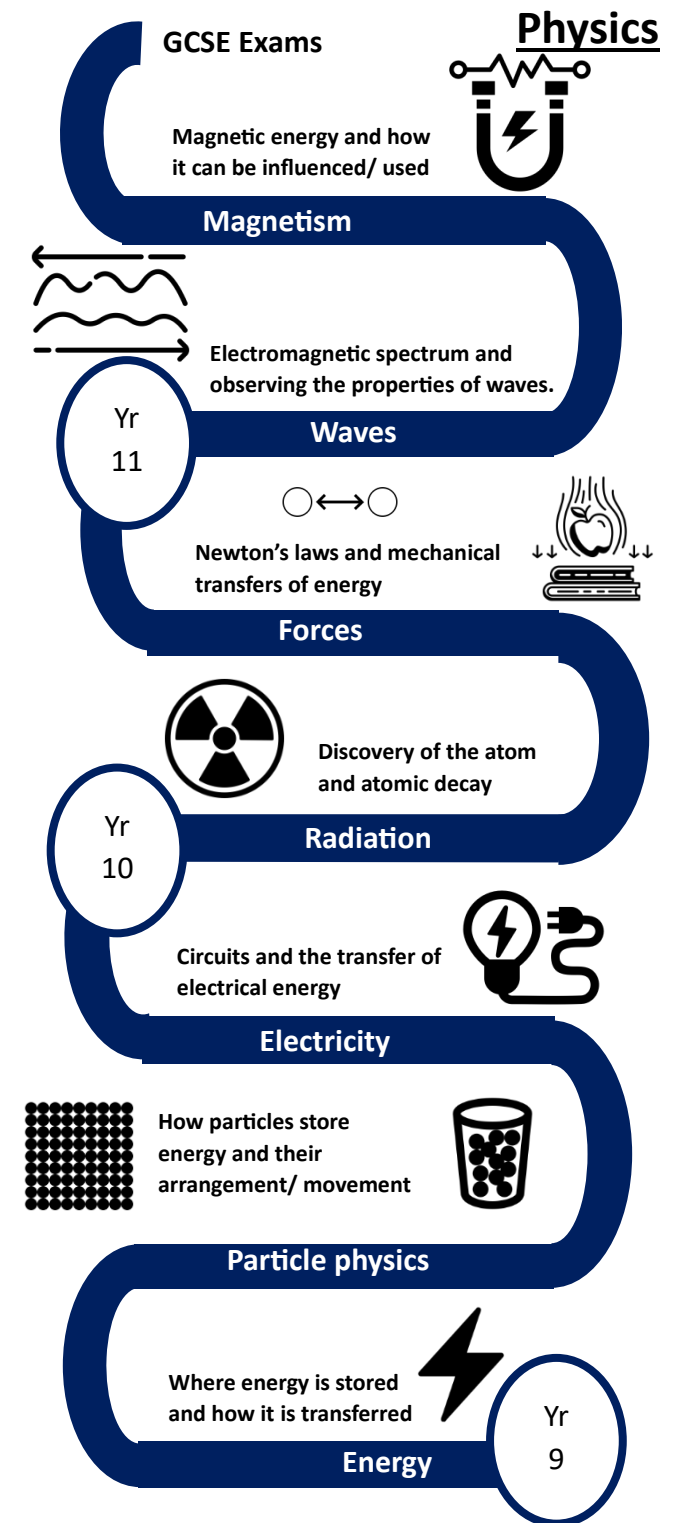 Physics
GCSE Exams
Magnetic energy and how
it can be influenced/ used
Magnetism
Electromagnetic spectrum and
observing the properties of waves.
Yr
11
Waves
Newton’s laws and mechanical
transfers of energy
Forces
Discovery of the atom
and atomic decay
Yr
10
Radiation
Circuits and the transfer of
electrical energy
Electricity
How particles store
energy and their
arrangement/ movement
Particle physics
Where energy is stored
and how it is transferred
Yr
9
Energy